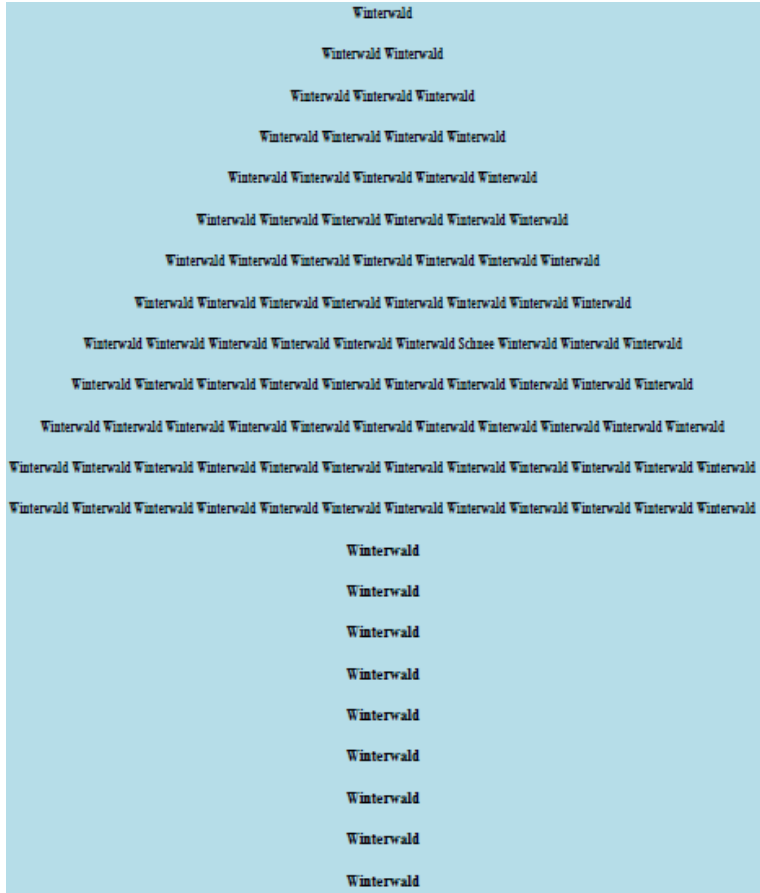 Winterwald
Winterwald Winterwald
Winterwald Winterwald Winterwald
Winterwald Winterwald Winterwald Winterwald
Winterwald Winterwald Winterwald Winterwald Winterwald
Winterwald Winterwald Winterwald Winterwald Winterwald Winterwald
Winterwald Winterwald Winterwald Winterwald Winterwald Winterwald Winterwald
Winterwald Winterwald Winterwald Winterwald Winterwald Winterwald Winterwald Winterwald
Winterwald Winterwald Winterwald Winterwald Winterwald Winterwald Schnee Winterwald Winterwald Winterwald
Winterwald Winterwald Winterwald Winterwald Winterwald Winterwald Winterwald Winterwald Winterwald Winterwald
Winterwald Winterwald Winterwald Winterwald Winterwald Winterwald Winterwald Winterwald Winterwald Winterwald Winterwald
Winterwald Winterwald Winterwald Winterwald Winterwald Winterwald Winterwald Winterwald Winterwald Winterwald Winterwald Winterwald
Winterwald Winterwald Winterwald Winterwald Winterwald Winterwald Winterwald Winterwald Winterwald Winterwald Winterwald Winterwald
Winterwald
Winterwald
Winterwald
Winterwald
Winterwald
Winterwald
Winterwald
Winterwald
Winterwald